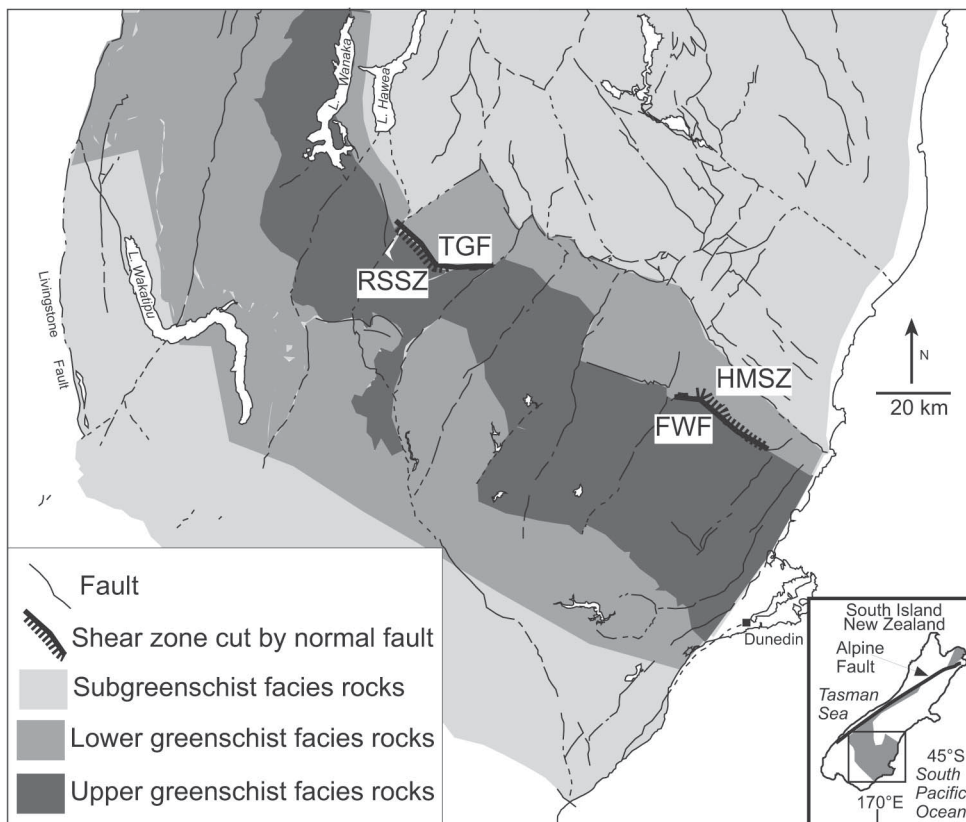 L. Wanaka
L. Hawea
TGF
RSSZ
L. Wakatipu
Livingstone
Fault
HMSZ
FWF
N
20 km
Dunedin
Fault
Shear zone cut by normal fault
Subgreenschist facies rocks
Lower greenschist facies rocks
Upper greenschist facies rocks
South Island
New Zealand
Alpine
Fault
Tasman
Sea
45°S
South
Pacific
Ocean
170°E